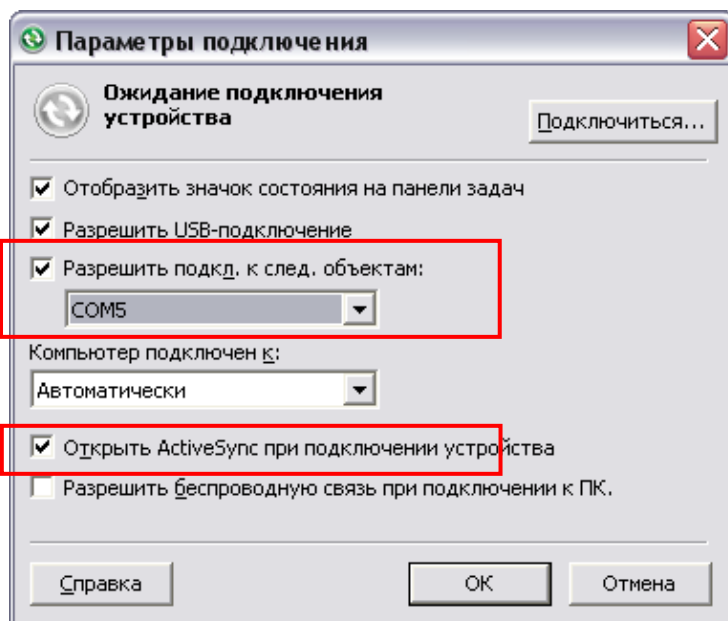 Параметры подключения
Ожидание подключения
устройства
Подключиться...
Отобразить значок состояния на панели задач
Разрешить USB-подключение
Разрешить подкл. к след. объектам:
COM5
Компьютер подключен к:
Автоматически
Открыть ActiveSync при подключении устройства
Разрешить беспроводную связь при подключении к ПК.
Справка
ОК
Отмена